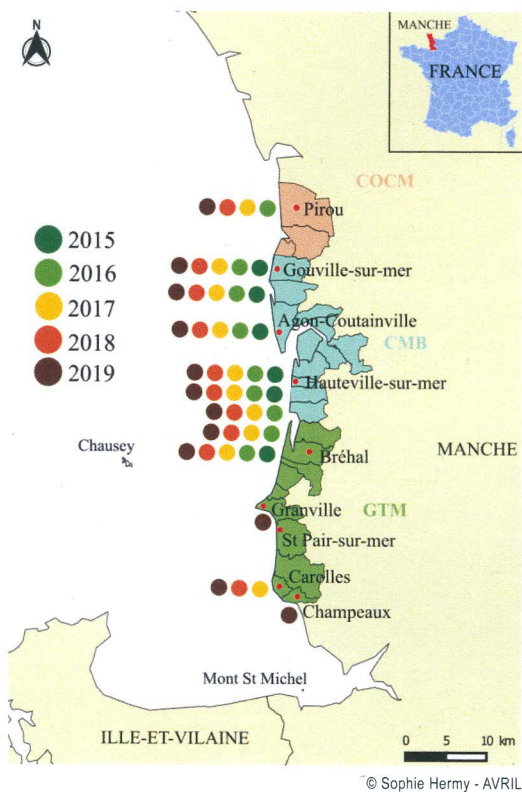 N
MANCHE
FRANCE
COCM
Pirou
2015
2016
2017
2018
2019
Gouville-sur-mer
Agon-Coutainville
CMB
Hauteville-sur-mer
Chausey
Bréhal
MANCHE
Granville
GTM
St Pair-sur-mer
Carolles
Champeaux
Mont St Michel
ILLE-ET-VILAINE
0 5 10 km
© Sophie Hermy - AVRIL